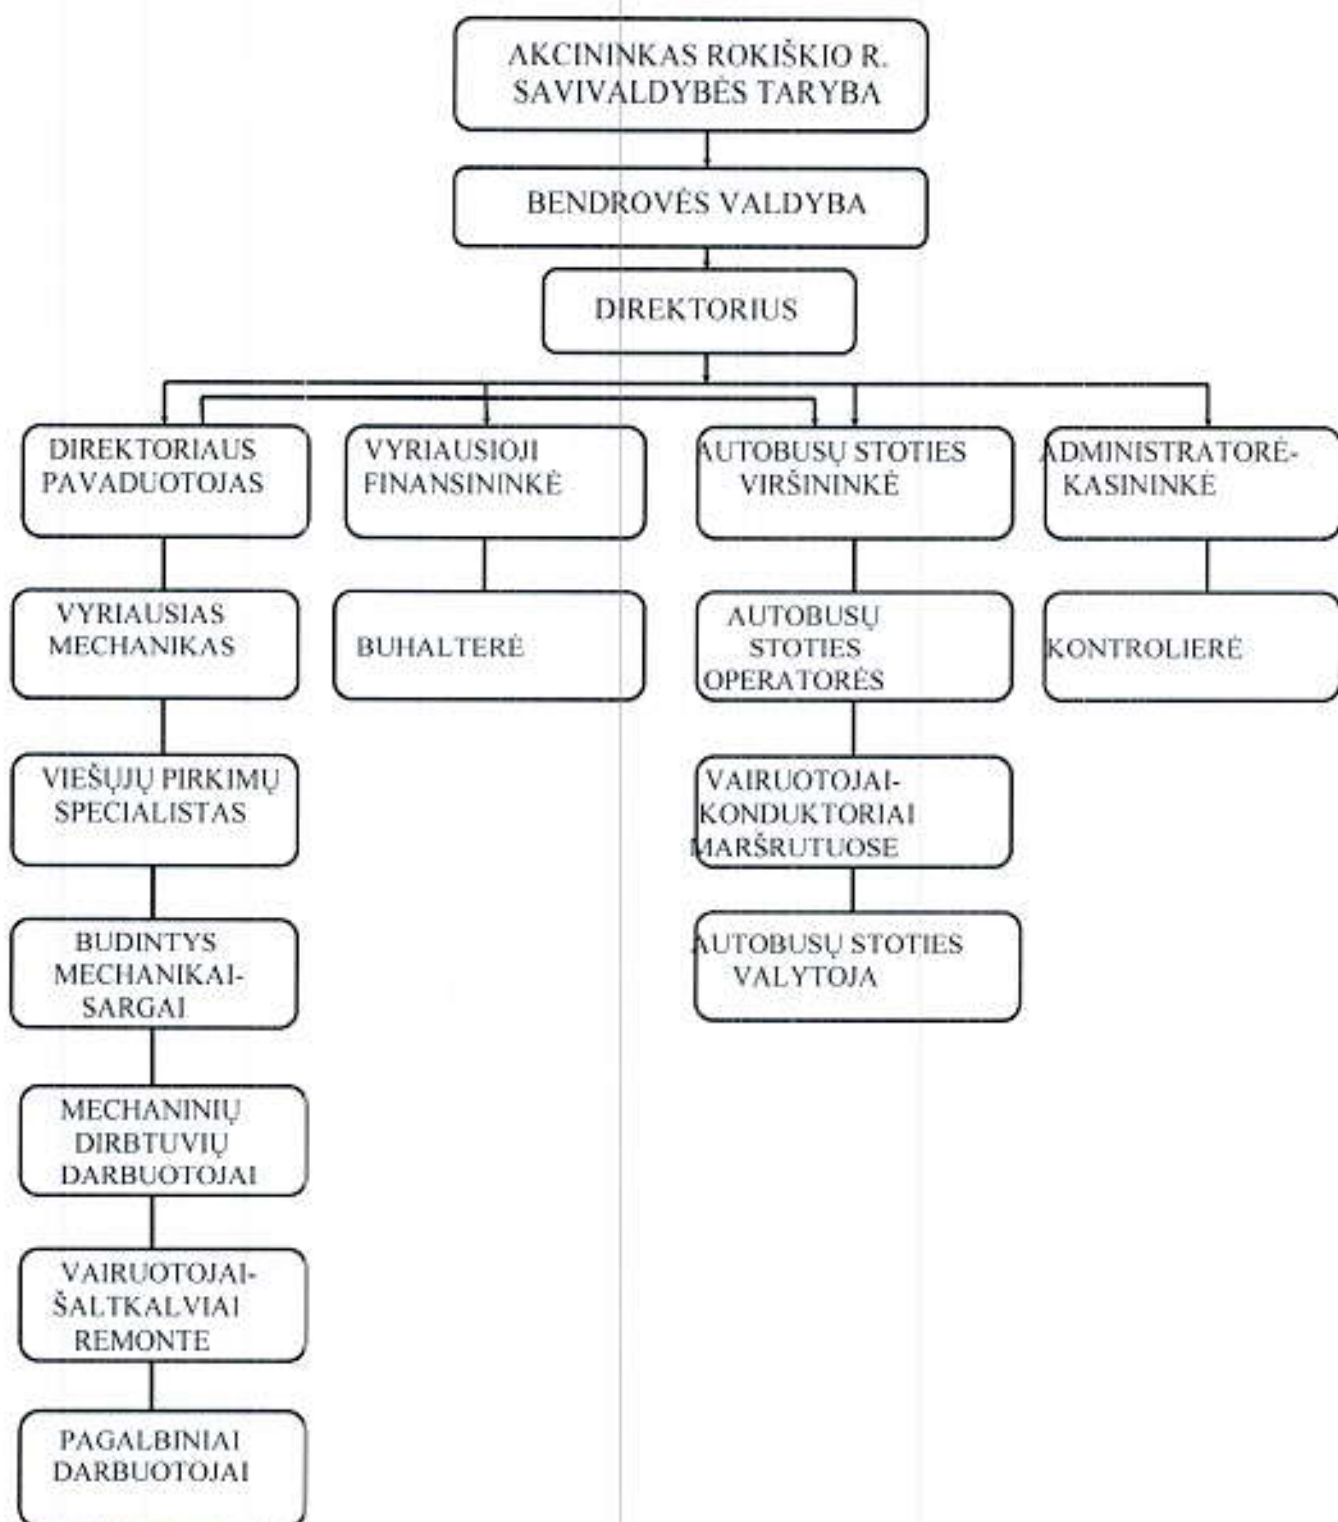 AKCININKAS ROKIŠKIO R.
SAVIVALDYBĖS TARYBA
BENDROVĖS VALDYBA
DIREKTORIUS
DIREKTORIAUS
PAVADUOTOJAS
VYRIAUSIOJI
FINANSININKĖ
AUTOBUSŲ STOTIES
VIRŠININKĖ
ADMINISTRATORĖ-
KASININKĖ
VYRIAUSIAS
MECHANIKAS
BUHALTERĖ
AUTOBUSŲ
STOTIES
OPERATORĖS
KONTROLIERĖ
VIEŠŲJŲ PIRKIMŲ
SPECIALISTAS
VAIRUOTOJAI-
KONDUKTORIAI
MARŠRUTUOSE
BUDINTYS
MECHANIKAI-
SARGAI
AUTOBUSŲ STOTIES
VALYTOJA
MECHANINIŲ
DIRBTUVIŲ
DARBUOTOJAI
VAIRUOTOJAI-
ŠALTKALVIAI
REMONTE
PAGALBINIAI
DARBUOTOJAI